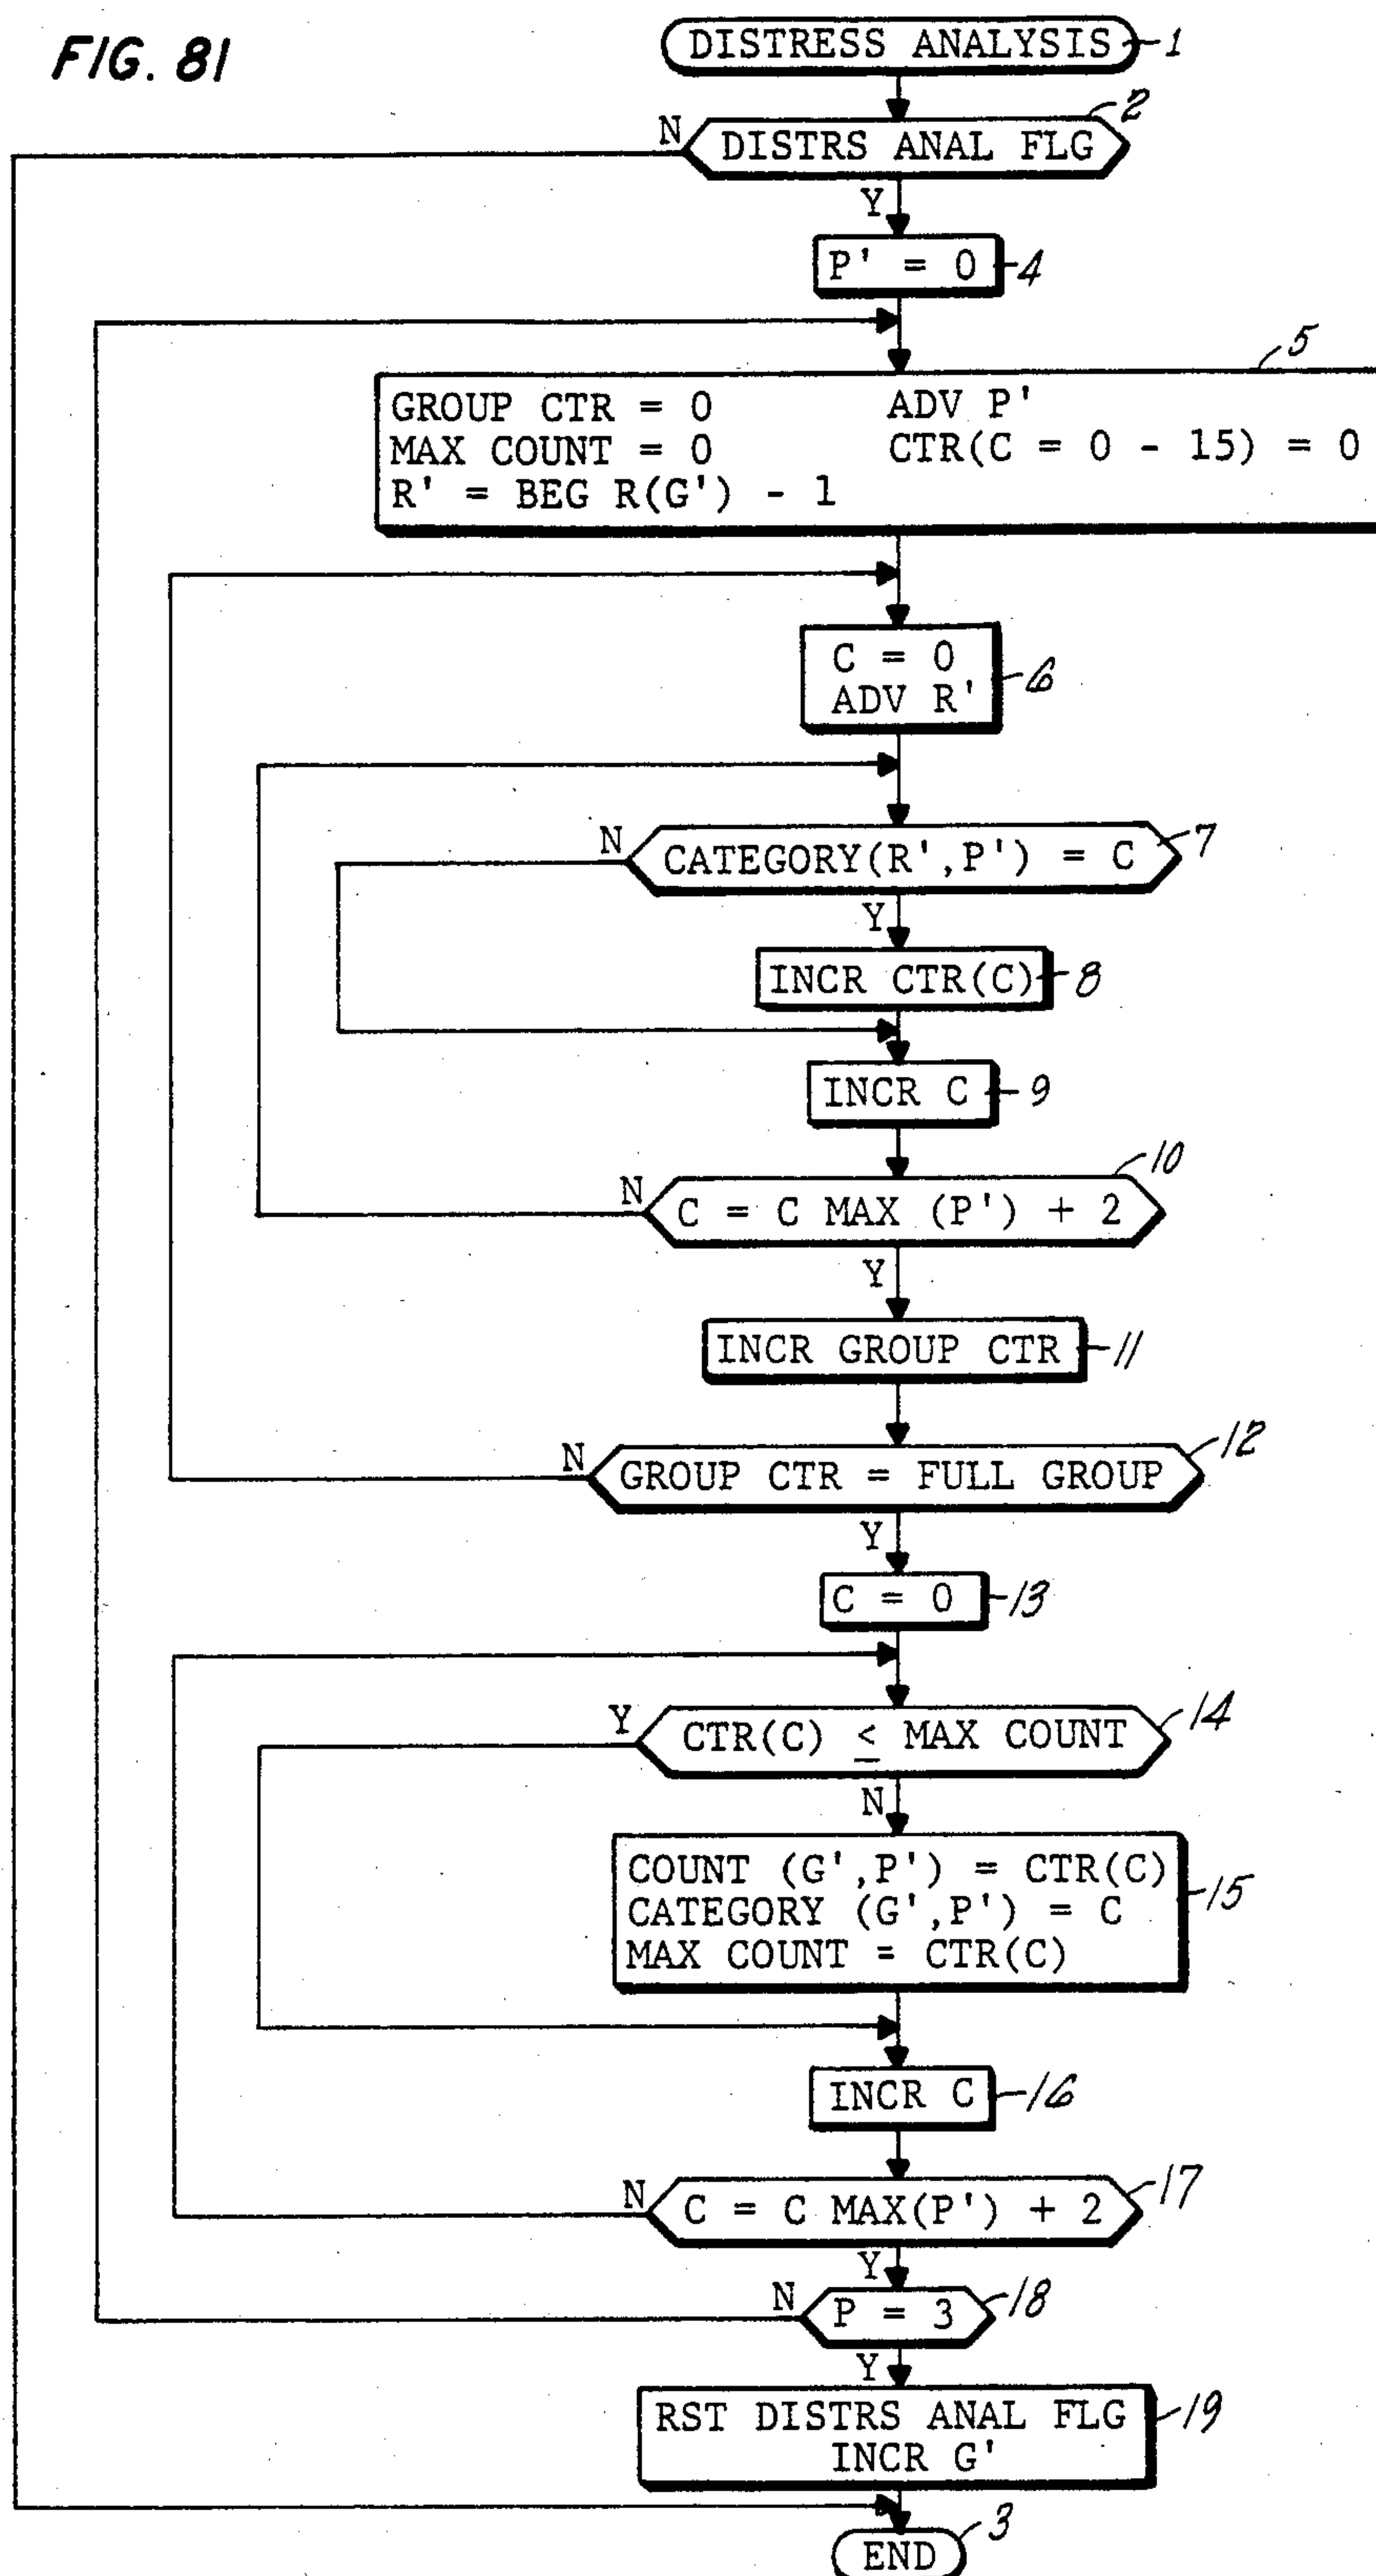 FIG. 81
DISTRESS ANALYSIS 1
2
N DISTRS ANAL FLG
Y
P' = 0 4
5
GROUP CTR = 0 ADV P'
MAX COUNT = 0 CTR(C = 0 - 15) = 0
R' = BEG R(G') - 1
C = 0
ADV R' 6
N CATEGORY(R',P') = C 7
Y
INCR CTR(C) 8
INCR C 9
10
N C = C MAX (P') + 2
Y
INCR GROUP CTR 11
12
N GROUP CTR = FULL GROUP
Y
C = 0 13
14
Y CTR(C) ≤ MAX COUNT
N
COUNT (G',P') = CTR(C)
CATEGORY (G',P') = C 15
MAX COUNT = CTR(C)
INCR C 16
17
N C = C MAX(P') + 2
Y
N P = 3 18
Y
RST DISTRS ANAL FLG 19
INCR G'
3
END